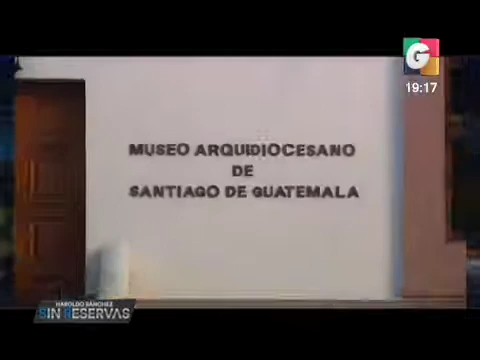 G
19:17
MUSEO ARQUIDIOCESANO
DE
SANTIAGO DE GUATEMALA
HAROLDO SÁNCHEZ
SIN RESERVAS